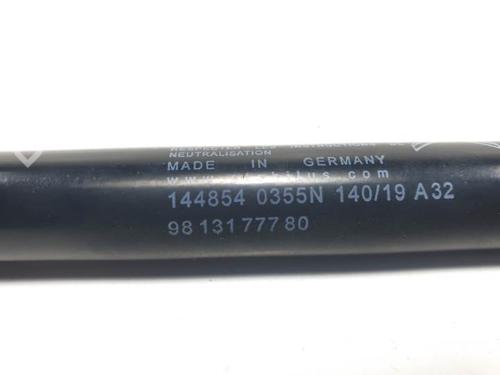 NEUTRALISATION
MADE IN GERMANY
144854 0355N 140/19 A32
98 131 777 80